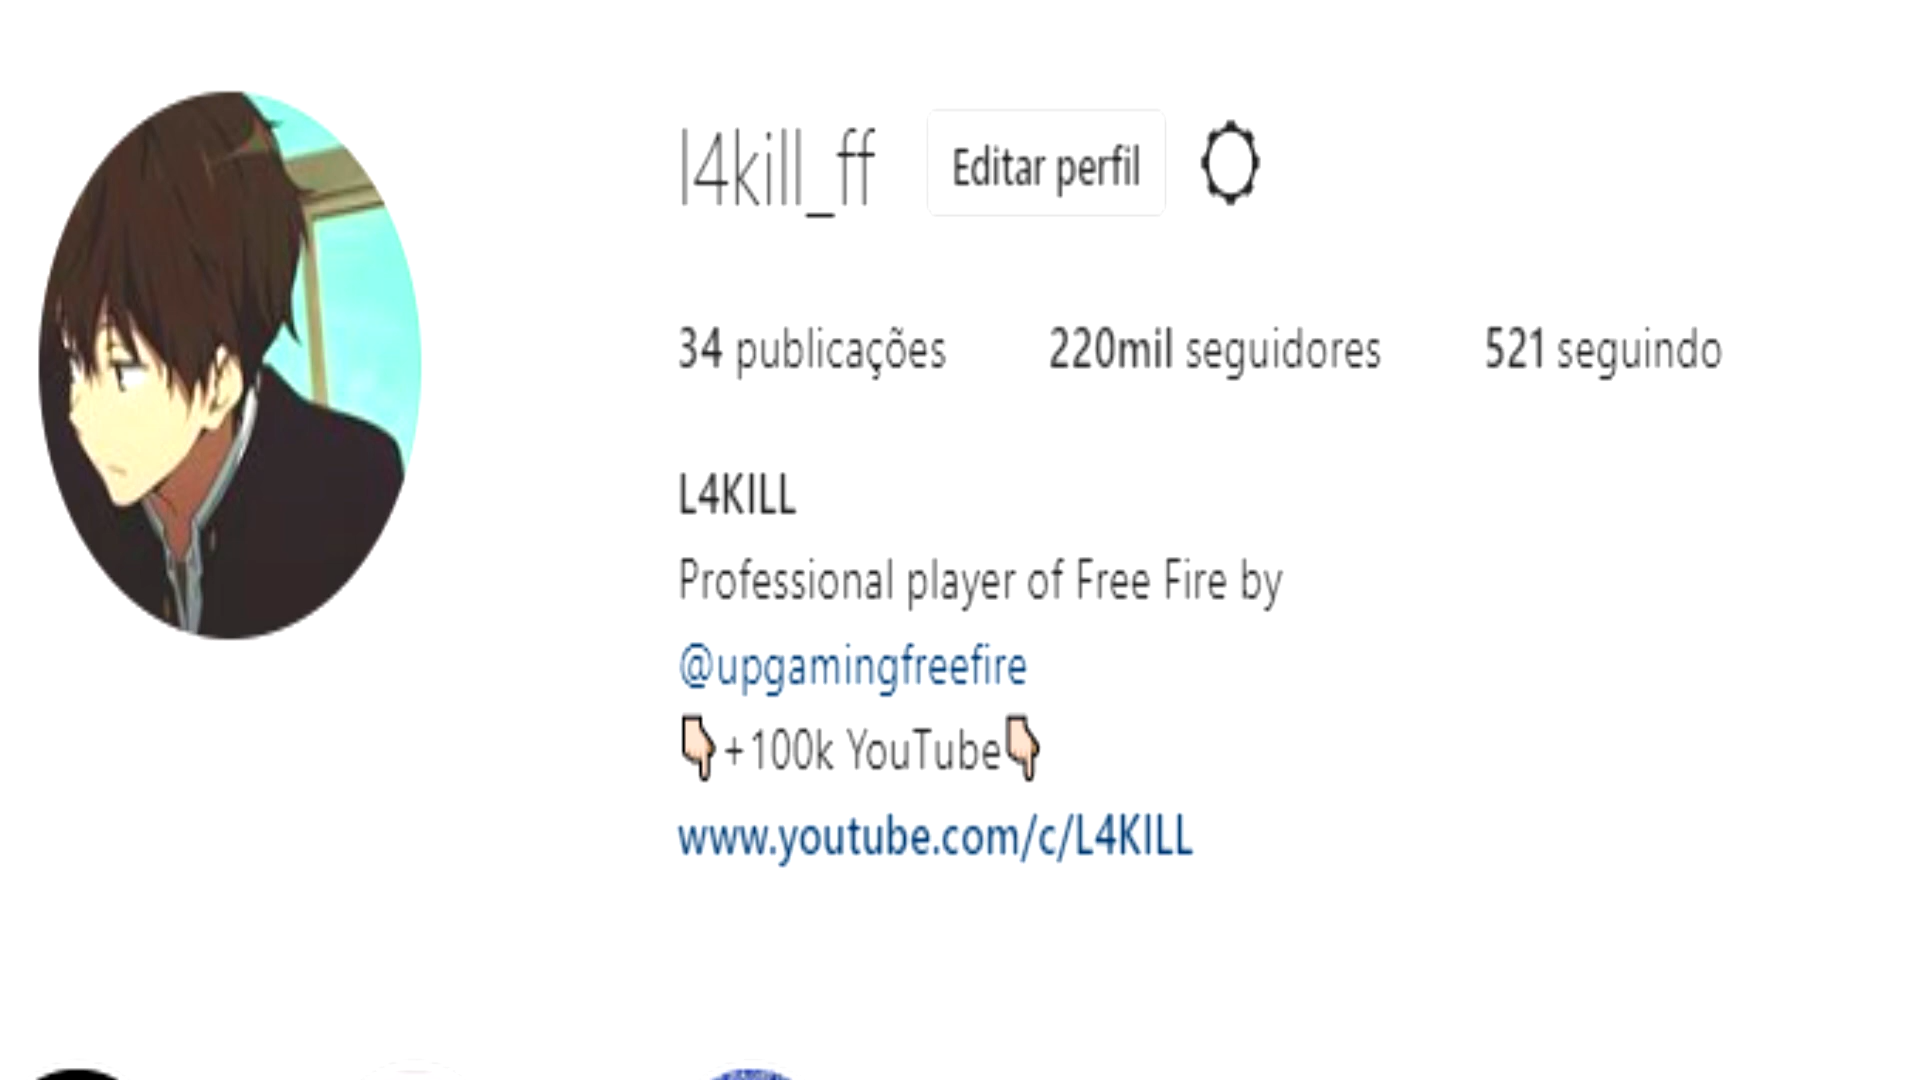 l4kill_ff Editar perfil
34 publicações 220mil seguidores 521 seguindo
L4KILL
Professional player of Free Fire by
@upgamingfreefire
👇🏻+100k YouTube👇🏻
www.youtube.com/c/L4KILL